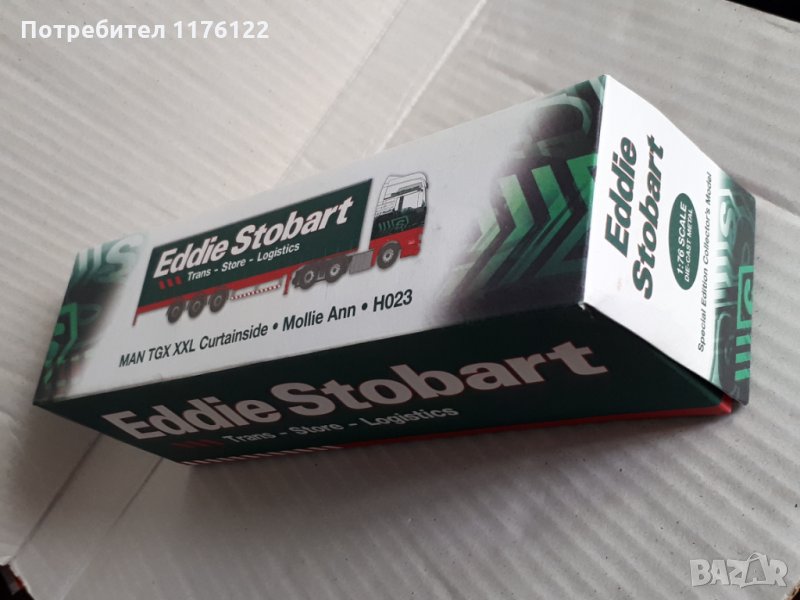 Потребител 1176122
Eddie Stobart
Trans - Store - Logistics
MAN TGX XXL Curtainside • Mollie Ann • H023
Eddie Stobart
Trans - Store - Logistics
Eddie
Stobart
1:76 SCALE
DIE-CAST METAL
Special Edition Collector's Model
BAZAR